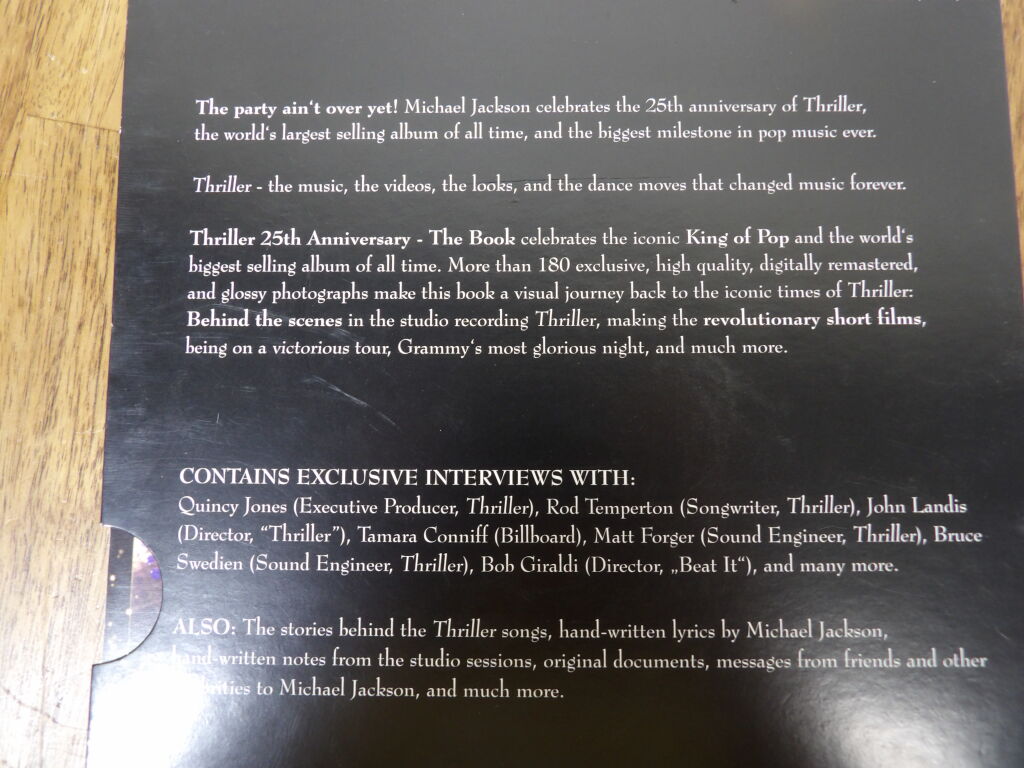 The party ain't over yet! Michael Jackson celebrates the 25th anniversary of Thriller,
the world's largest selling album of all time, and the biggest milestone in pop music ever.
Thriller - the music, the videos, the looks, and the dance moves that changed music forever.
Thriller 25th Anniversary - The Book celebrates the iconic King of Pop and the world's
biggest selling album of all time. More than 180 exclusive, high quality, digitally remastered,
and glossy photographs make this book a visual journey back to the iconic times of Thriller:
Behind the scenes in the studio recording Thriller, making the revolutionary short films,
being on a victorious tour, Grammy's most glorious night, and much more.
CONTAINS EXCLUSIVE INTERVIEWS WITH:
Quincy Jones (Executive Producer, Thriller), Rod Temperton (Songwriter, Thriller), John Landis
(Director, “Thriller”), Tamara Conniff (Billboard), Matt Forger (Sound Engineer, Thriller), Bruce
Swedien (Sound Engineer, Thriller), Bob Giraldi (Director, „Beat It“), and many more.
ALSO: The stories behind the Thriller songs, hand-written lyrics by Michael Jackson,
hand-written notes from the studio sessions, original documents, messages from friends and other
to Michael Jackson, and much more.